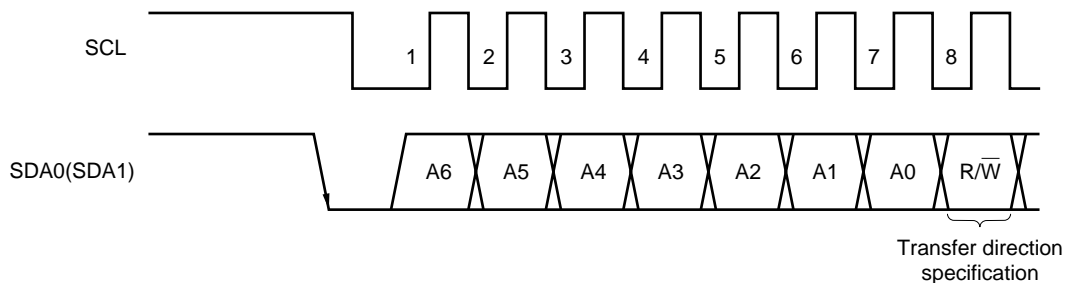 SCL
1 2 3 4 5 6 7 8
SDA0(SDA1)
A6 A5 A4 A3 A2 A1 A0 R/W̅
Transfer direction
specification